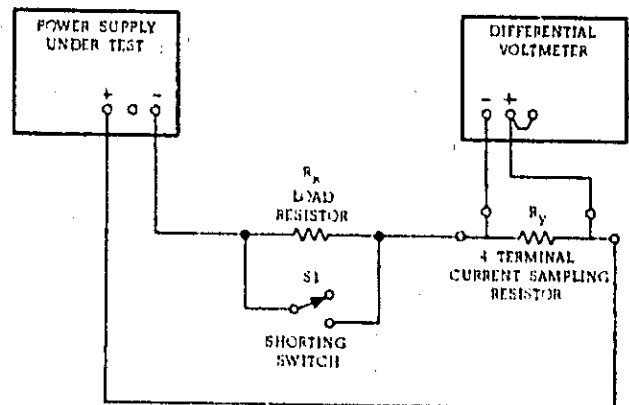 POWER SUPPLY
UNDER TEST
+ -
DIFFERENTIAL
VOLTMETER
- +
Rx
LOAD
RESISTOR
S1
SHORTING
SWITCH
Ry
4 TERMINAL
CURRENT SAMPLING
RESISTOR